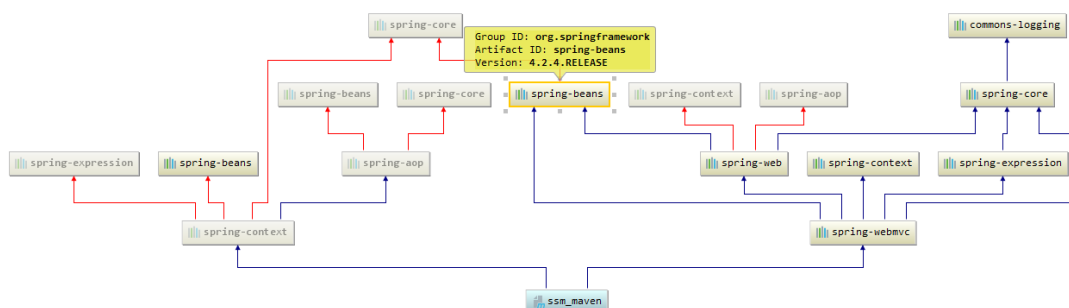 spring-core
commons-logging
Group ID: org.springframework
Artifact ID: spring-beans
Version: 4.2.4.RELEASE
spring-beans
spring-core
spring-beans
spring-context
spring-aop
spring-core
spring-expression
spring-beans
spring-aop
spring-web
spring-context
spring-expression
spring-context
spring-webmvc
ssm_maven